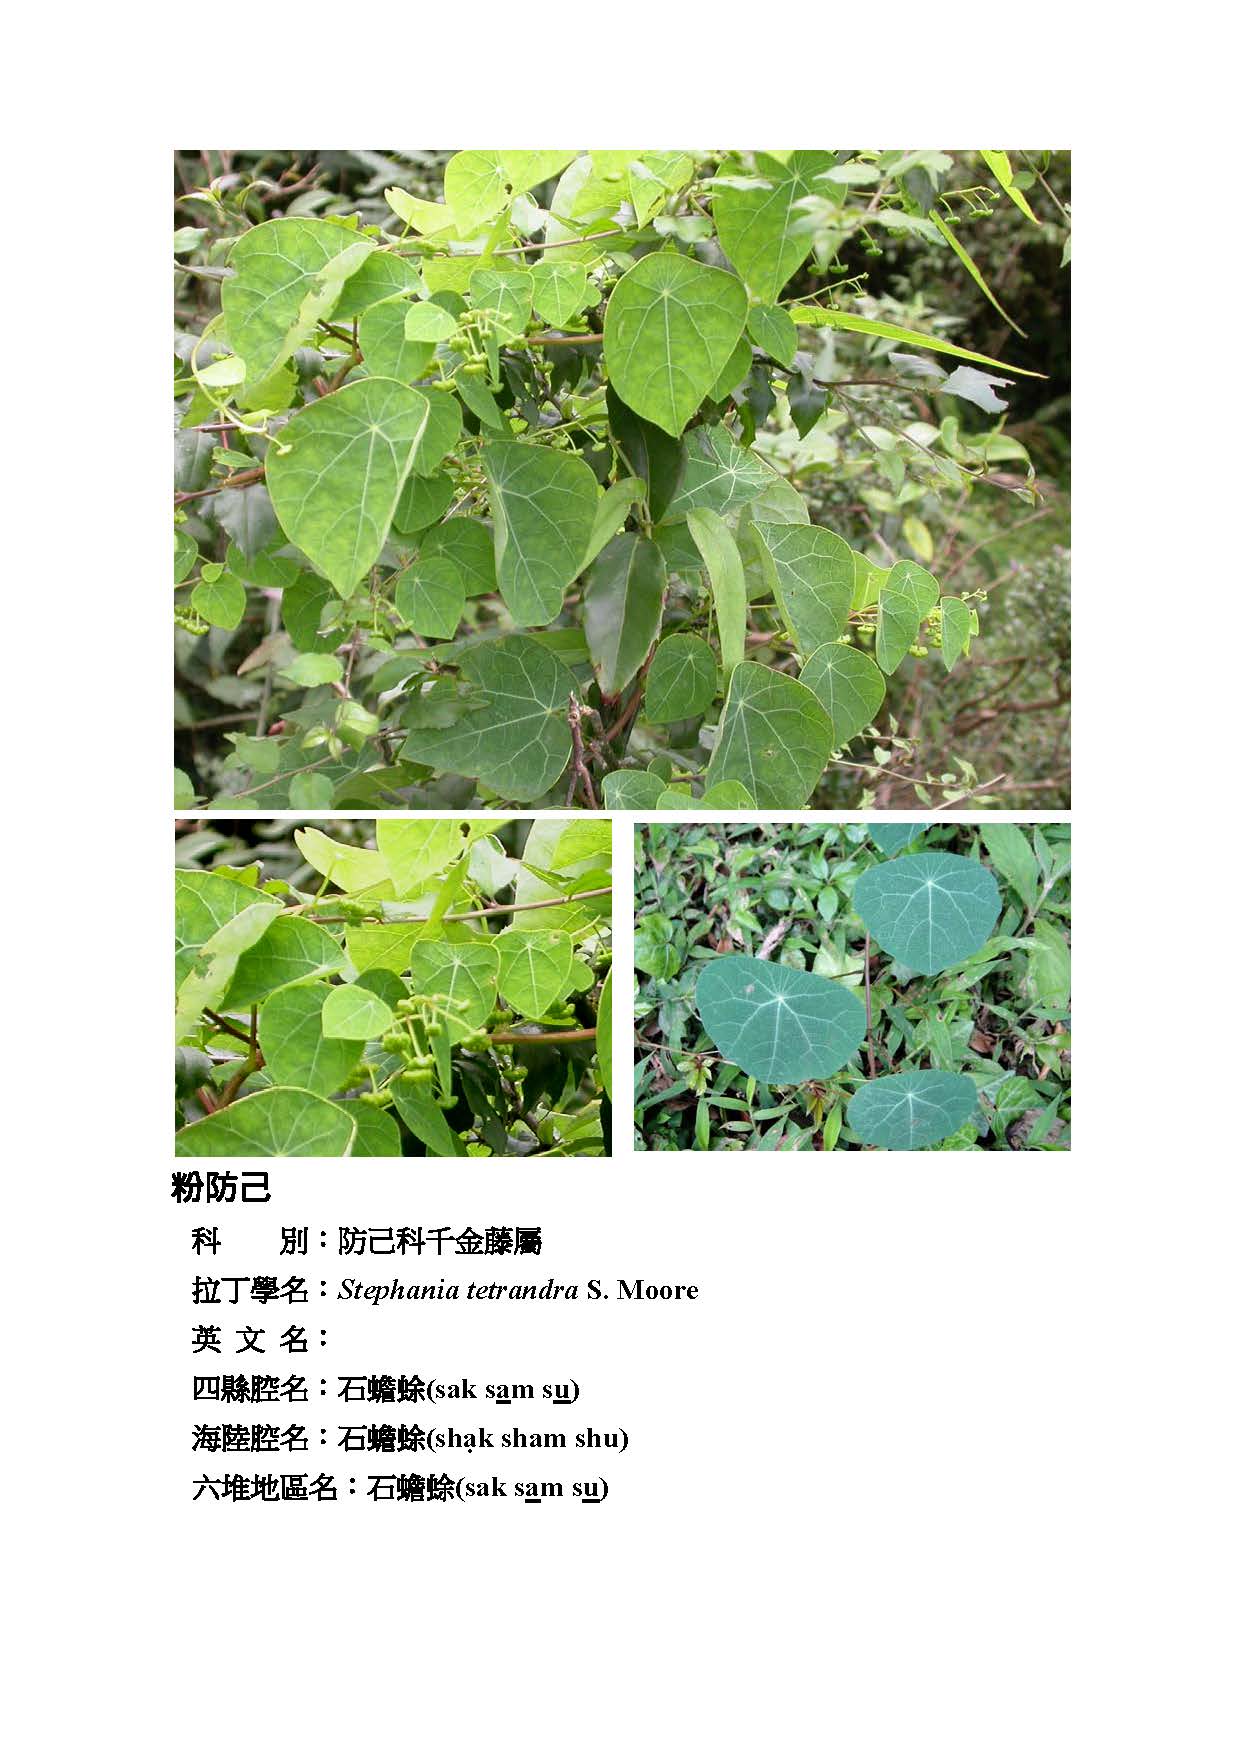 粉防己
科　　別：防己科千金藤屬
拉丁學名：Stephania tetrandra S. Moore
英 文 名：
四縣腔名：石蟾蜍(sak sa̲m su̲)
海陸腔名：石蟾蜍(shạk sham shu)
六堆地區名：石蟾蜍(sak sa̲m su̲)